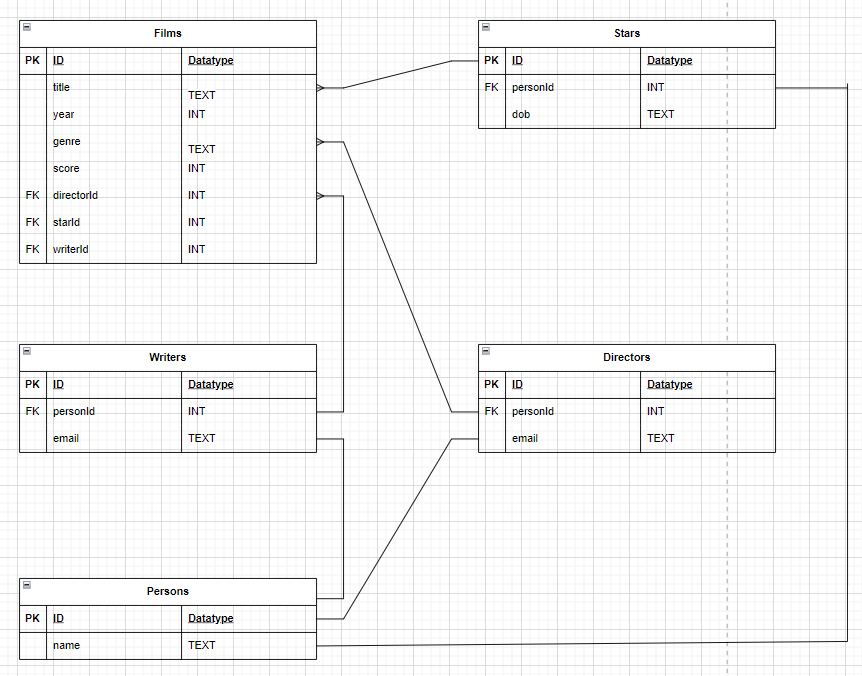 Films
PK ID Datatype
title TEXT
year INT
genre TEXT
score INT
FK directorId INT
FK starId INT
FK writerId INT
Stars
PK ID Datatype
FK personId INT
dob TEXT
Writers
PK ID Datatype
FK personId INT
email TEXT
Directors
PK ID Datatype
FK personId INT
email TEXT
Persons
PK ID Datatype
name TEXT